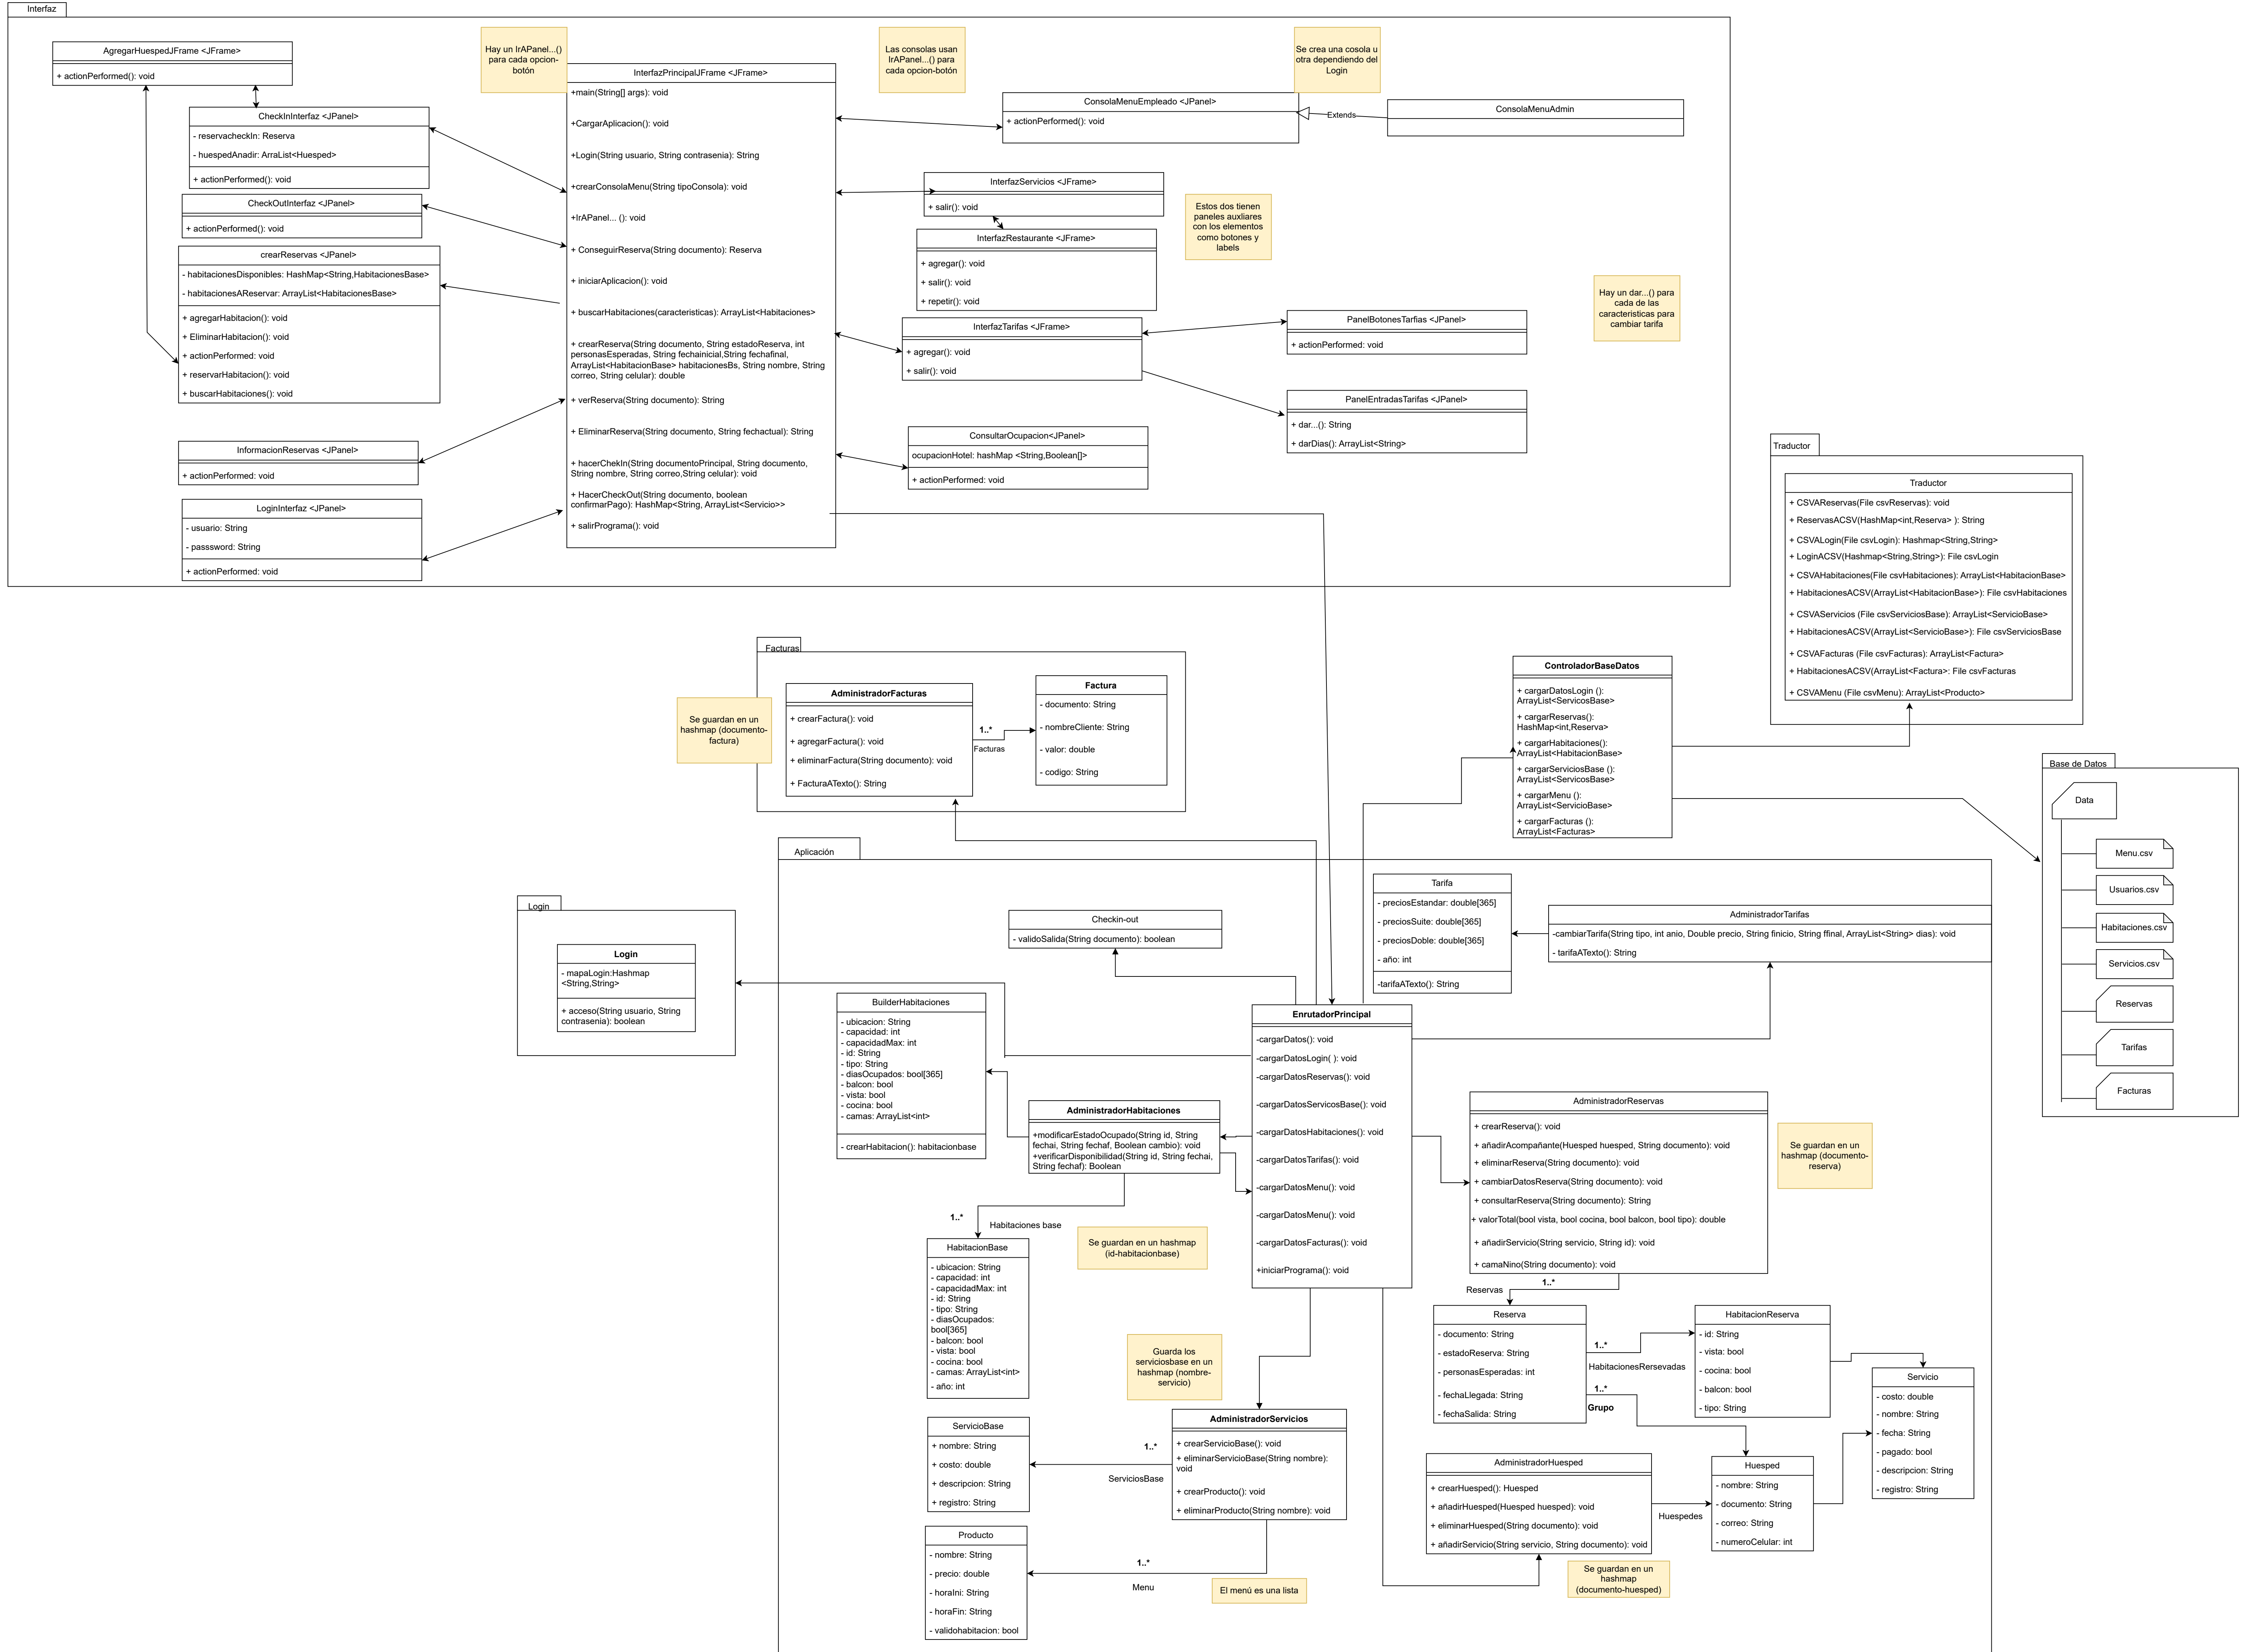 Interfaz
AgregarHuespedJFrame <JFrame>
+ actionPerformed(): void
CheckInInterfaz <JPanel>
- reservacheckIn: Reserva
- huespedAnadir: ArraList<Huesped>
+ actionPerformed(): void
CheckOutInterfaz <JPanel>
+ actionPerformed(): void
crearReservas <JPanel>
- habitacionesDisponibles: HashMap<String,HabitacionesBase>
- habitacionesAReservar: ArrayList<HabitacionesBase>
+ agregarHabitacion(): void
+ EliminarHabitacion(): void
+ actionPerformed: void
+ reservarHabitacion(): void
+ buscarHabitaciones(): void
InformacionReservas <JPanel>
+ actionPerformed: void
LoginInterfaz <JPanel>
- usuario: String
- passsword: String
+ actionPerformed: void
Hay un IrAPanel...()
para cada opcion-
botón
InterfazPrincipalJFrame <JFrame>
+main(String[] args): void
+CargarAplicacion(): void
+Login(String usuario, String contrasenia): String
+crearConsolaMenu(String tipoConsola): void
+IrAPanel... (): void
+ ConseguirReserva(String documento): Reserva
+ iniciarAplicacion(): void
+ buscarHabitaciones(caracteristicas): ArrayList<Habitaciones>
+ crearReserva(String documento, String estadoReserva, int
personasEsperadas, String fechainicial,String fechafinal,
ArrayList<HabitacionBase> habitacionesBs, String nombre, String
correo, String celular): double
+ verReserva(String documento): String
+ EliminarReserva(String documento, String fechactual): String
+ hacerChekIn(String documentoPrincipal, String documento,
String nombre, String correo,String celular): void
+ HacerCheckOut(String documento, boolean
confirmarPago): HashMap<String, ArrayList<Servicio>>
+ salirPrograma(): void
Las consolas usan
IrAPanel...() para
cada opcion-botón
Se crea una cosola u
otra dependiendo del
Login
ConsolaMenuEmpleado <JPanel>
+ actionPerformed(): void
Extends
ConsolaMenuAdmin
InterfazServicios <JFrame>
+ salir(): void
InterfazRestaurante <JFrame>
+ agregar(): void
+ salir(): void
+ repetir(): void
Estos dos tienen
paneles auxliares
con los elementos
como botones y
labels
InterfazTarifas <JFrame>
+ agregar(): void
+ salir(): void
PanelBotonesTarfias <JPanel>
+ actionPerformed: void
PanelEntradasTarifas <JPanel>
+ dar...(): String
+ darDias(): ArrayList<String>
Hay un dar...() para
cada de las
caracteristicas para
cambiar tarifa
ConsultarOcupacion<JPanel>
ocupacionHotel: hashMap <String,Boolean[]>
+ actionPerformed: void
Traductor
Traductor
+ CSVAReservas(File csvReservas): void
+ ReservasACSV(HashMap<int,Reserva> ): String
+ CSVALogin(File csvLogin): Hashmap<String,String>
+ LoginACSV(Hashmap<String,String>): File csvLogin
+ CSVAHabitaciones(File csvHabitaciones): ArrayList<HabitacionBase>
+ HabitacionesACSV(ArrayList<HabitacionBase>): File csvHabitaciones
+ CSVAServicios (File csvServiciosBase): ArrayList<ServicioBase>
+ HabitacionesACSV(ArrayList<ServicioBase>): File csvServiciosBase
+ CSVAFacturas (File csvFacturas): ArrayList<Factura>
+ HabitacionesACSV(ArrayList<Factura>: File csvFacturas
+ CSVAMenu (File csvMenu): ArrayList<Producto>
Facturas
Se guardan en un
hashmap (documento-
factura)
AdministradorFacturas
+ crearFactura(): void
+ agregarFactura(): void
+ eliminarFactura(String documento): void
+ FacturaATexto(): String
1..*
Facturas
Factura
- documento: String
- nombreCliente: String
- valor: double
- codigo: String
ControladorBaseDatos
+ cargarDatosLogin ():
ArrayList<ServicosBase>
+ cargarReservas():
HashMap<int,Reserva>
+ cargarHabitaciones():
ArrayList<HabitacionBase>
+ cargarServiciosBase ():
ArrayList<ServicosBase>
+ cargarMenu ():
ArrayList<ServicioBase>
+ cargarFacturas ():
ArrayList<Facturas>
Base de Datos
Data
Menu.csv
Usuarios.csv
Habitaciones.csv
Servicios.csv
Reservas
Tarifas
Facturas
Aplicación
Login
Login
- mapaLogin:Hashmap
<String,String>
+ acceso(String usuario, String
contrasenia): boolean
Checkin-out
- validoSalida(String documento): boolean
Tarifa
- preciosEstandar: double[365]
- preciosSuite: double[365]
- preciosDoble: double[365]
- año: int
-tarifaATexto(): String
AdministradorTarifas
-cambiarTarifa(String tipo, int anio, Double precio, String finicio, String ffinal, ArrayList<String> dias): void
- tarifaATexto(): String
BuilderHabitaciones
- ubicacion: String
- capacidad: int
- capacidadMax: int
- id: String
- tipo: String
- diasOcupados: bool[365]
- balcon: bool
- vista: bool
- cocina: bool
- camas: ArrayList<int>
- crearHabitacion(): habitacionbase
AdministradorHabitaciones
+modificarEstadoOcupado(String id, String
fechai, String fechaf, Boolean cambio): void
+verificarDisponibilidad(String id, String fechai,
String fechaf): Boolean
EnrutadorPrincipal
-cargarDatos(): void
-cargarDatosLogin( ): void
-cargarDatosReservas(): void
-cargarDatosServicosBase(): void
-cargarDatosHabitaciones(): void
-cargarDatosTarifas(): void
-cargarDatosMenu(): void
-cargarDatosMenu(): void
-cargarDatosFacturas(): void
+iniciarPrograma(): void
AdministradorReservas
+ crearReserva(): void
+ añadirAcompañante(Huesped huesped, String documento): void
+ eliminarReserva(String documento): void
+ cambiarDatosReserva(String documento): void
+ consultarReserva(String documento): String
+ valorTotal(bool vista, bool cocina, bool balcon, bool tipo): double
+ añadirServicio(String servicio, String id): void
+ camaNino(String documento): void
Se guardan en un
hashmap (documento-
reserva)
1..*
Habitaciones base
Se guardan en un hashmap
(id-habitacionbase)
HabitacionBase
- ubicacion: String
- capacidad: int
- capacidadMax: int
- id: String
- tipo: String
- diasOcupados:
bool[365]
- balcon: bool
- vista: bool
- cocina: bool
- camas: ArrayList<int>
- año: int
1..*
Reservas
Reserva
- documento: String
- estadoReserva: String
- personasEsperadas: int
- fechaLlegada: String
- fechaSalida: String
1..*
HabitacionesRersevadas
1..*
Grupo
HabitacionReserva
- id: String
- vista: bool
- cocina: bool
- balcon: bool
- tipo: String
Servicio
- costo: double
- nombre: String
- fecha: String
- pagado: bool
- descripcion: String
- registro: String
Guarda los
serviciosbase en un
hashmap (nombre-
servicio)
ServicioBase
+ nombre: String
+ costo: double
+ descripcion: String
+ registro: String
1..*
ServiciosBase
AdministradorServicios
+ crearServicioBase(): void
+ eliminarServicioBase(String nombre):
void
+ crearProducto(): void
+ eliminarProducto(String nombre): void
AdministradorHuesped
+ crearHuesped(): Huesped
+ añadirHuesped(Huesped huesped): void
+ eliminarHuesped(String documento): void
+ añadirServicio(String servicio, String documento): void
Huespedes
Huesped
- nombre: String
- documento: String
- correo: String
- numeroCelular: int
Se guardan en un
hashmap
(documento-huesped)
Producto
- nombre: String
- precio: double
- horaIni: String
- horaFin: String
- validohabitacion: bool
1..*
Menu
El menú es una lista